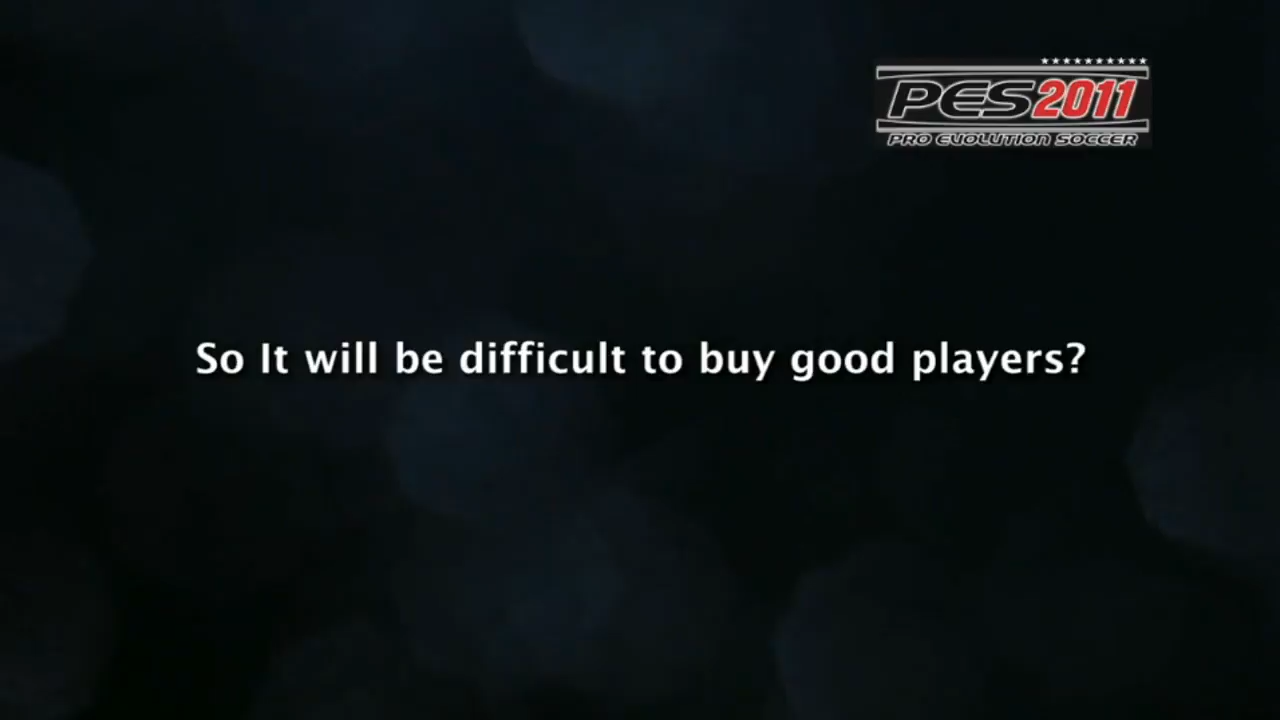 PES2011
PRO EVOLUTION SOCCER
So It will be difficult to buy good players?